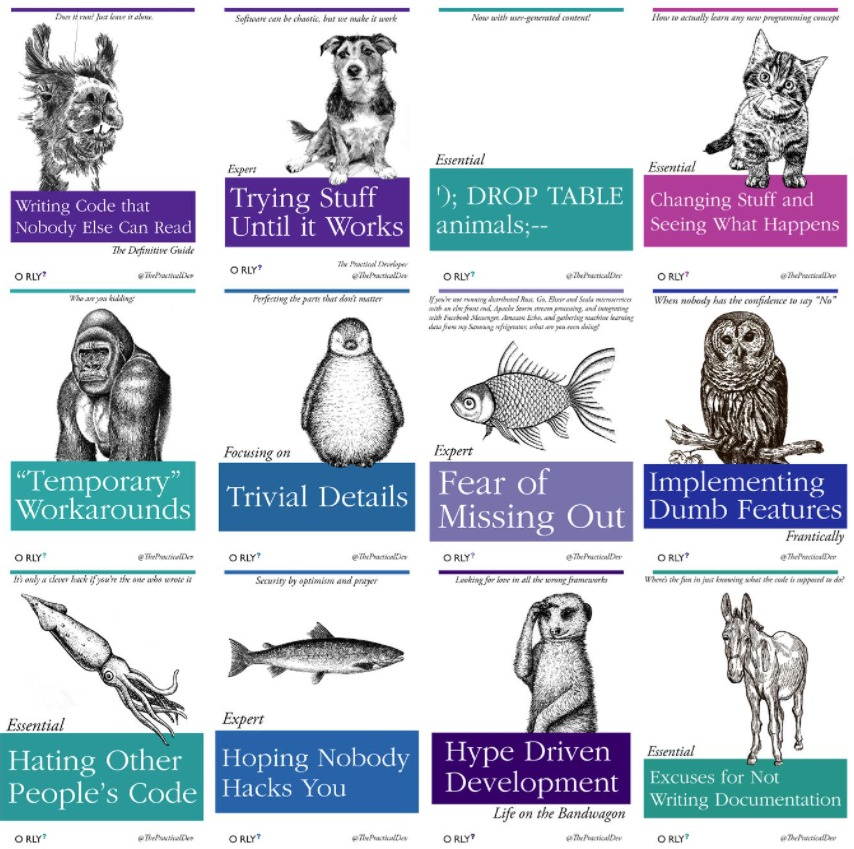 Does it run? Just leave it alone.
Writing Code that
Nobody Else Can Read
The Definitive Guide
O RLY?
@ThePracticalDev
Software can be chaotic, but we make it work
Expert
Trying Stuff
Until it Works
O RLY?
The Practical Developer
@ThePracticalDev
Now with user-generated content!
Essential
'); DROP TABLE
animals;--
O RLY?
@ThePracticalDev
How to actually learn any new programming concept
Essential
Changing Stuff and
Seeing What Happens
O RLY?
@ThePracticalDev
Who are you kidding?
"Temporary"
Workarounds
O RLY?
@ThePracticalDev
Perfecting the parts that don't matter
Focusing on
Trivial Details
O RLY?
@ThePracticalDev
If you're not running distributed Rust, Go, Elixir and Scala microservices
with an elm front end, Apache Storm stream processing, and integrating
with Facebook Messenger, Amazon Echo, and gathering machine learning
data from my Samsung refrigerator, what are you even doing?
Expert
Fear of
Missing Out
O RLY?
@ThePracticalDev
When nobody has the confidence to say "No"
Implementing
Dumb Features
Frantically
O RLY?
@ThePracticalDev
It's only a clever hack if you're the one who wrote it
Essential
Hating Other
People's Code
O RLY?
@ThePracticalDev
Security by optimism and prayer
Expert
Hoping Nobody
Hacks You
O RLY?
@ThePracticalDev
Looking for love in all the wrong frameworks
Hype Driven
Development
Life on the Bandwagon
O RLY?
@ThePracticalDev
Where's the fun in just knowing what the code is supposed to do?
Essential
Excuses for Not
Writing Documentation
O RLY?
@ThePracticalDev